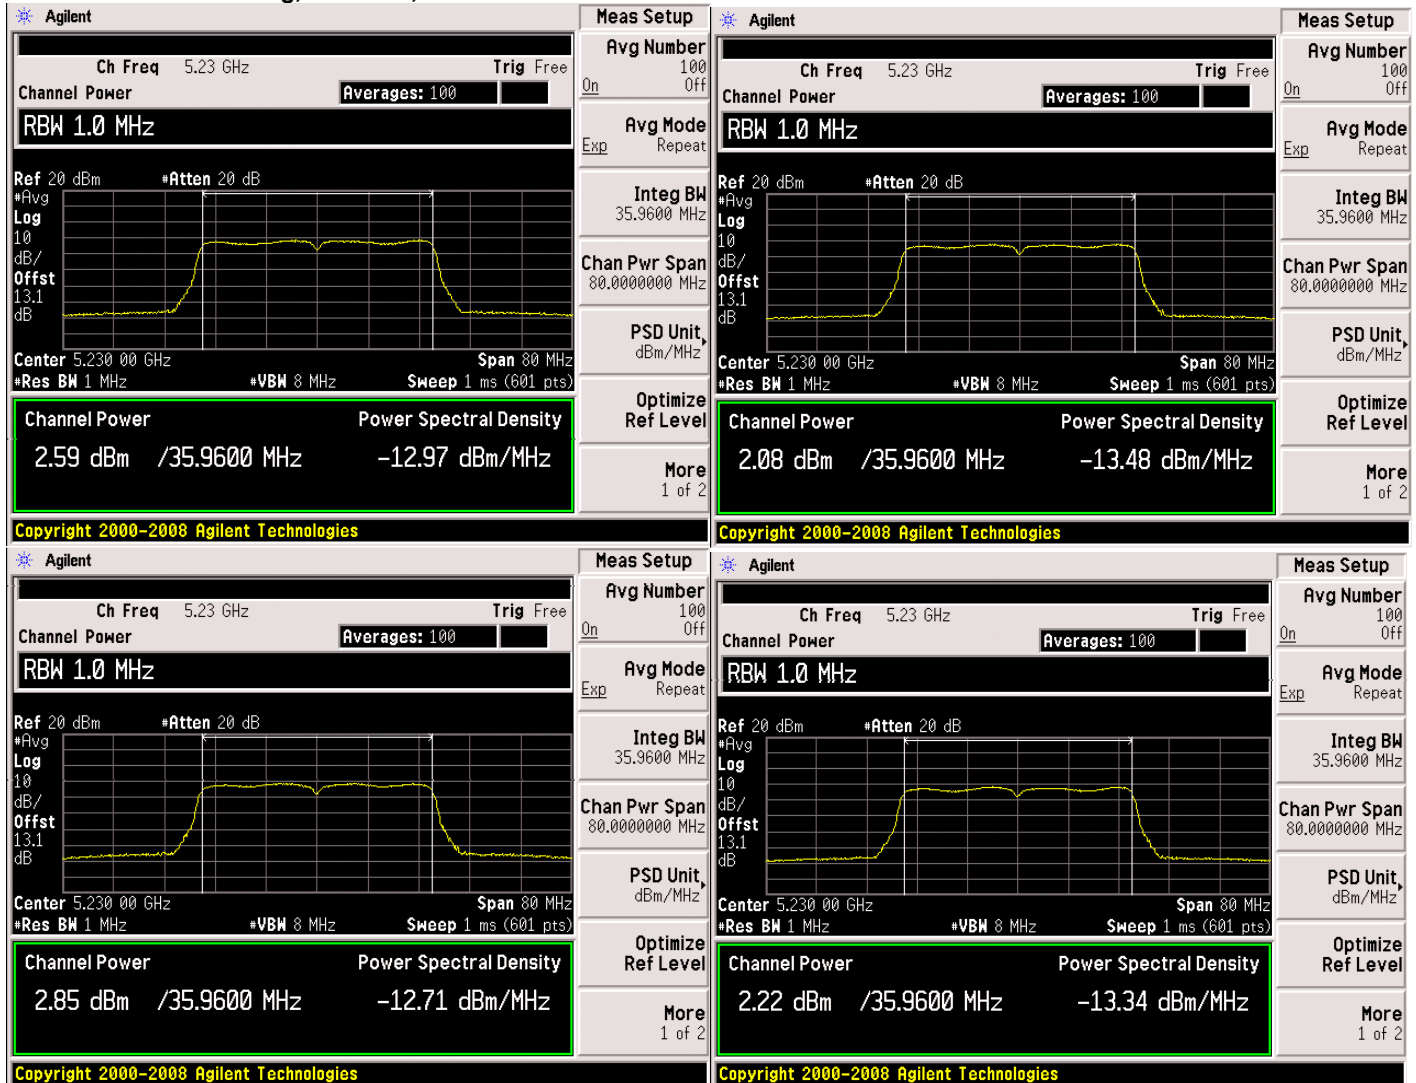 Agilent
Meas Setup
Ch Freq 5.23 GHz Trig Free
Channel Power Averages: 100
RBW 1.0 MHz
Ref 20 dBm #Atten 20 dB
#Avg
Log
10
dB/
Offst
13.1
dB
Center 5.230 00 GHz Span 80 MHz
#Res BW 1 MHz #VBW 8 MHz Sweep 1 ms (601 pts)
Channel Power Power Spectral Density
2.59 dBm /35.9600 MHz -12.97 dBm/MHz
Copyright 2000-2008 Agilent Technologies
Avg Number
100
On Off
Avg Mode
Exp Repeat
Integ BW
35.9600 MHz
Chan Pwr Span
80.0000000 MHz
PSD Unit
dBm/MHz
Optimize
Ref Level
More
1 of 2
Agilent
Meas Setup
Ch Freq 5.23 GHz Trig Free
Channel Power Averages: 100
RBW 1.0 MHz
Ref 20 dBm #Atten 20 dB
#Avg
Log
10
dB/
Offst
13.1
dB
Center 5.230 00 GHz Span 80 MHz
#Res BW 1 MHz #VBW 8 MHz Sweep 1 ms (601 pts)
Channel Power Power Spectral Density
2.08 dBm /35.9600 MHz -13.48 dBm/MHz
Copyright 2000-2008 Agilent Technologies
Avg Number
100
On Off
Avg Mode
Exp Repeat
Integ BW
35.9600 MHz
Chan Pwr Span
80.0000000 MHz
PSD Unit
dBm/MHz
Optimize
Ref Level
More
1 of 2
Agilent
Meas Setup
Ch Freq 5.23 GHz Trig Free
Channel Power Averages: 100
RBW 1.0 MHz
Ref 20 dBm #Atten 20 dB
#Avg
Log
10
dB/
Offst
13.1
dB
Center 5.230 00 GHz Span 80 MHz
#Res BW 1 MHz #VBW 8 MHz Sweep 1 ms (601 pts)
Channel Power Power Spectral Density
2.85 dBm /35.9600 MHz -12.71 dBm/MHz
Copyright 2000-2008 Agilent Technologies
Avg Number
100
On Off
Avg Mode
Exp Repeat
Integ BW
35.9600 MHz
Chan Pwr Span
80.0000000 MHz
PSD Unit
dBm/MHz
Optimize
Ref Level
More
1 of 2
Agilent
Meas Setup
Ch Freq 5.23 GHz Trig Free
Channel Power Averages: 100
RBW 1.0 MHz
Ref 20 dBm #Atten 20 dB
#Avg
Log
10
dB/
Offst
13.1
dB
Center 5.230 00 GHz Span 80 MHz
#Res BW 1 MHz #VBW 8 MHz Sweep 1 ms (601 pts)
Channel Power Power Spectral Density
2.22 dBm /35.9600 MHz -13.34 dBm/MHz
Copyright 2000-2008 Agilent Technologies
Avg Number
100
On Off
Avg Mode
Exp Repeat
Integ BW
35.9600 MHz
Chan Pwr Span
80.0000000 MHz
PSD Unit
dBm/MHz
Optimize
Ref Level
More
1 of 2